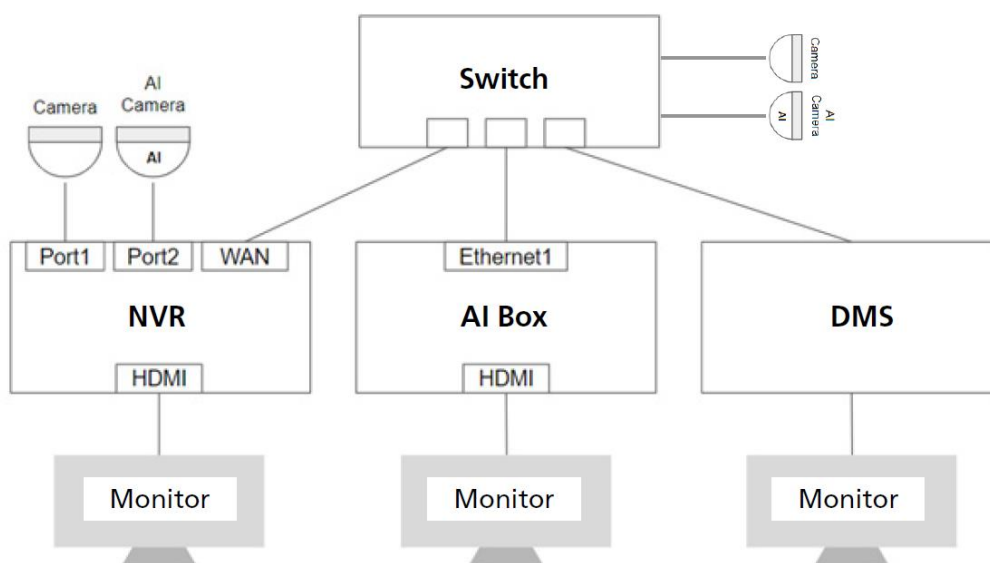 Switch
Camera
AI
Camera
AI
Camera
AI
Camera
AI
AI
Port1
Port2
WAN
Ethernet1
NVR
AI Box
DMS
HDMI
HDMI
Monitor
Monitor
Monitor